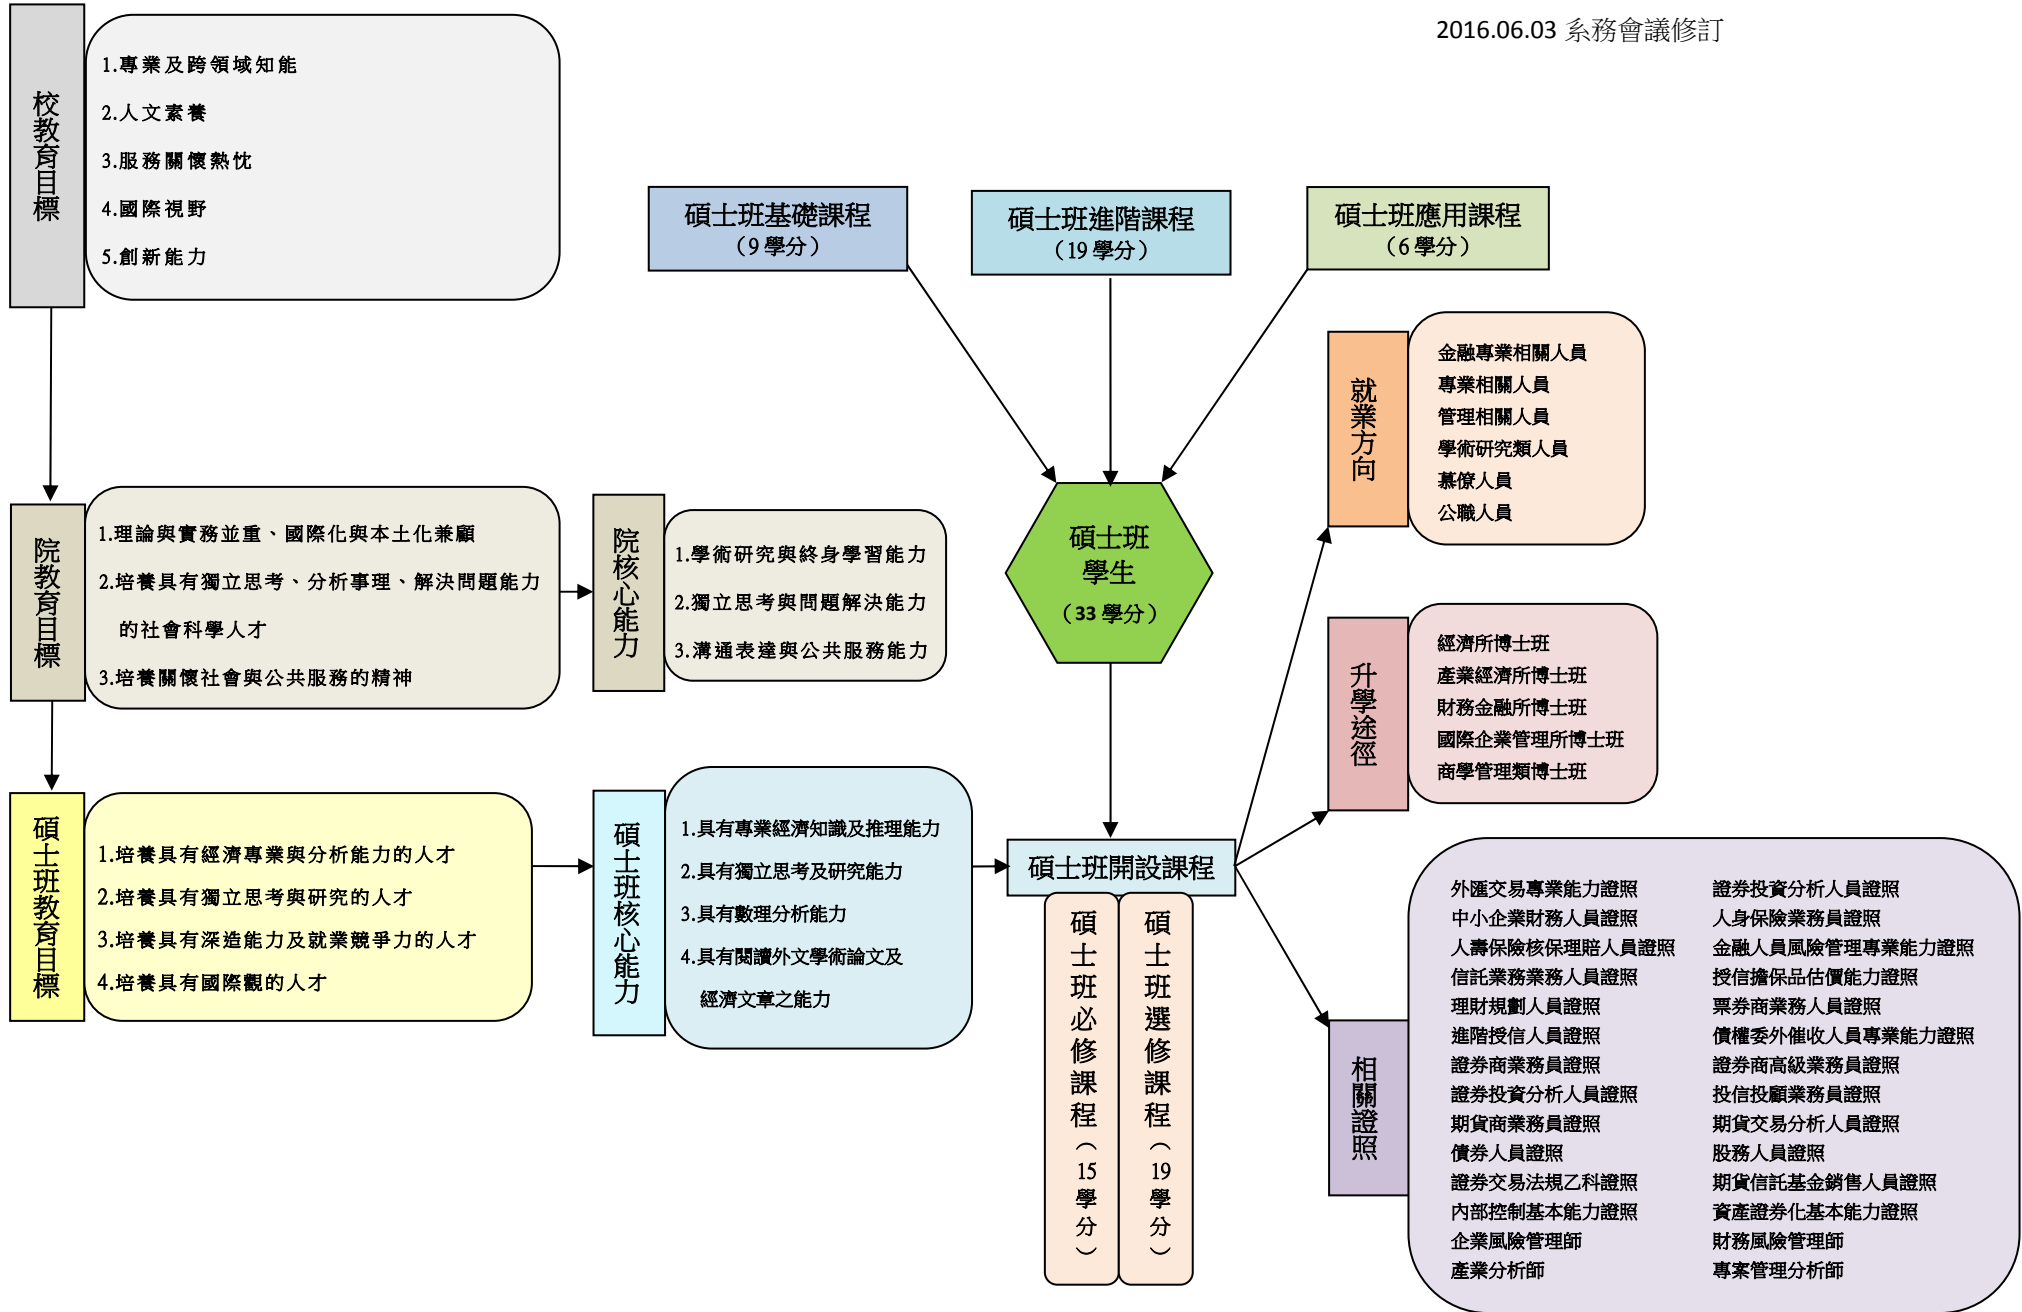 2016.06.03 系務會議修訂
校教育目標
1.專業及跨領域知能
2.人文素養
3.服務關懷熱忱
4.國際視野
5.創新能力
碩士班基礎課程
（9 學分）
碩士班進階課程
（19 學分）
碩士班應用課程
（6 學分）
院教育目標
1.理論與實務並重、國際化與本土化兼顧
2.培養具有獨立思考、分析事理、解決問題能力
的社會科學人才
3.培養關懷社會與公共服務的精神
院核心能力
1.學術研究與終身學習能力
2.獨立思考與問題解決能力
3.溝通表達與公共服務能力
碩士班
學生
（33 學分）
就業方向
金融專業相關人員
專業相關人員
管理相關人員
學術研究類人員
慕僚人員
公職人員
升學途徑
經濟所博士班
產業經濟所博士班
財務金融所博士班
國際企業管理所博士班
商學管理類博士班
碩士班教育目標
1.培養具有經濟專業與分析能力的人才
2.培養具有獨立思考與研究的人才
3.培養具有深造能力及就業競爭力的人才
4.培養具有國際觀的人才
碩士班核心能力
1.具有專業經濟知識及推理能力
2.具有獨立思考及研究能力
3.具有數理分析能力
4.具有閱讀外文學術論文及
經濟文章之能力
碩士班開設課程
碩士班必修課程（15學分）
碩士班選修課程（19學分）
相關證照
外匯交易專業能力證照
中小企業財務人員證照
人壽保險核保理賠人員證照
信託業務業務人員證照
理財規劃人員證照
進階授信人員證照
證券商業務員證照
證券投資分析人員證照
期貨商業務員證照
債券人員證照
證券交易法規乙科證照
內部控制基本能力證照
企業風險管理師
產業分析師
證券投資分析人員證照
人身保險業務員證照
金融人員風險管理專業能力證照
授信擔保品估價能力證照
票券商業務人員證照
債權委外催收人員專業能力證照
證券商高級業務員證照
投信投顧業務員證照
期貨交易分析人員證照
股務人員證照
期貨信託基金銷售人員證照
資產證券化基本能力證照
財務風險管理師
專案管理分析師